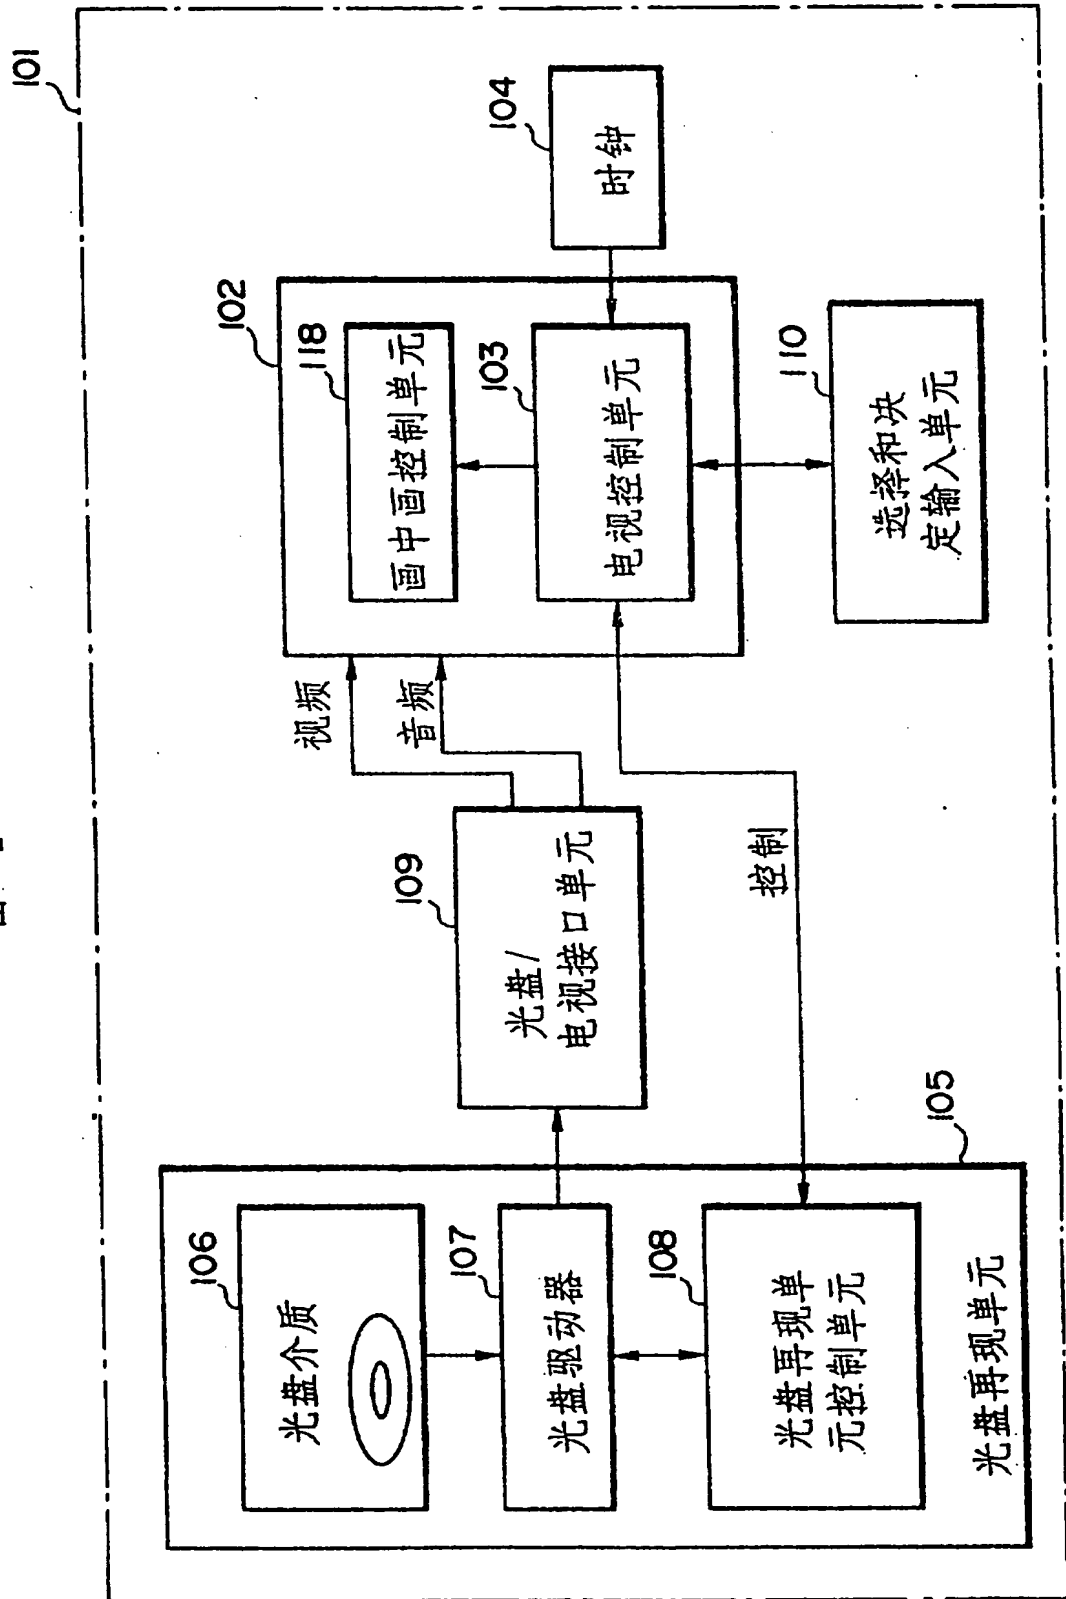 101
102
118
画中画控制单元
103
电视控制单元
104
时钟
110
选择和决
定输入单元
视频
音频
109
光盘/
电视接口单元
控制
105
106
光盘介质
107
光盘驱动器
108
光盘再现单
元控制单元
光盘再现单元